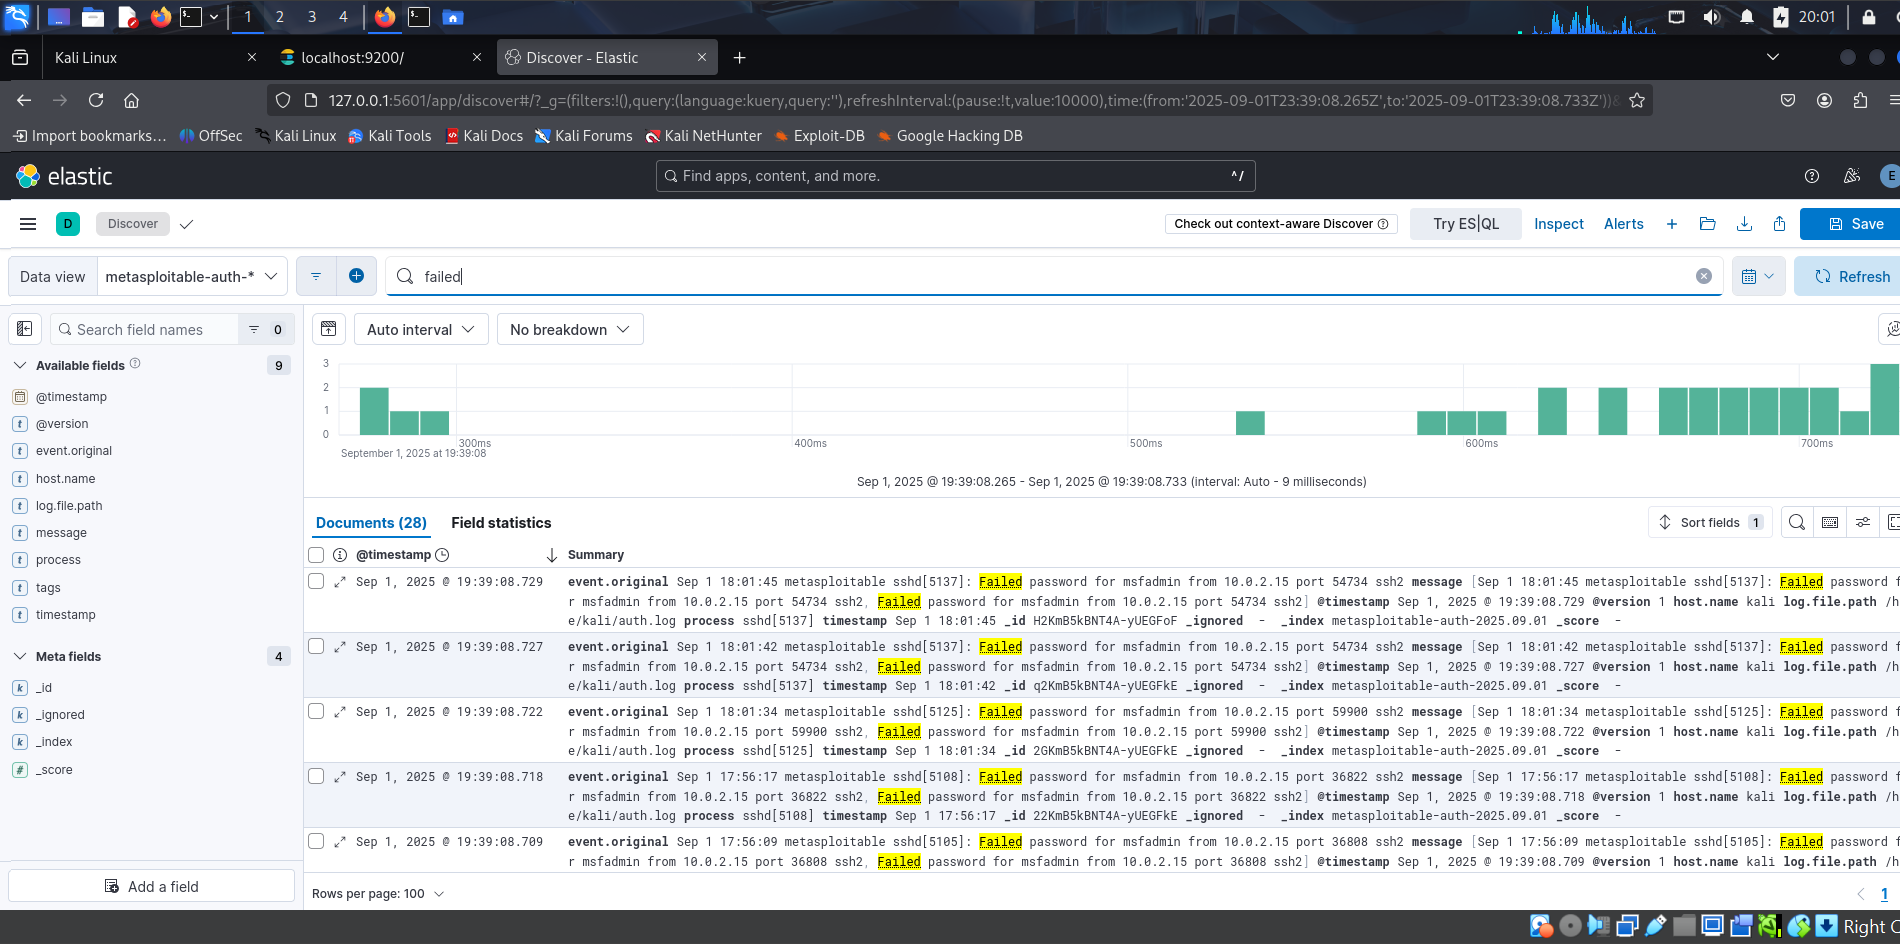 1 2 3 4 20:01
Kali Linux localhost:9200/ Discover - Elastic
127.0.0.1:5601/app/discover#/?_g=(filters:!(),query:(language:kuery,query:''),refreshInterval:(pause:!t,value:10000),time:(from:'2025-09-01T23:39:08.265Z',to:'2025-09-01T23:39:08.733Z'))&
Import bookmarks... OffSec Kali Linux Kali Tools Kali Docs Kali Forums Kali NetHunter Exploit-DB Google Hacking DB
elastic Find apps, content, and more. ^/ E
D Discover Check out context-aware Discover Try ES|QL Inspect Alerts Save
Data view metasploitable-auth-* failed Refresh
Search field names 0 Auto interval No breakdown
Available fields 9
@timestamp
@version
event.original
host.name
log.file.path
message
process
tags
timestamp
Meta fields 4
_id
_ignored
_index
_score
Add a field
3
2
1
0
300ms 400ms 500ms 600ms 700ms
September 1, 2025 at 19:39:08
Sep 1, 2025 @ 19:39:08.265 - Sep 1, 2025 @ 19:39:08.733 (interval: Auto - 9 milliseconds)
Documents (28) Field statistics Sort fields 1
@timestamp Summary
Sep 1, 2025 @ 19:39:08.729 event.original Sep 1 18:01:45 metasploitable sshd[5137]: Failed password for msfadmin from 10.0.2.15 port 54734 ssh2 message [Sep 1 18:01:45 metasploitable sshd[5137]: Failed password f
r msfadmin from 10.0.2.15 port 54734 ssh2, Failed password for msfadmin from 10.0.2.15 port 54734 ssh2] @timestamp Sep 1, 2025 @ 19:39:08.729 @version 1 host.name kali log.file.path /h
e/kali/auth.log process sshd[5137] timestamp Sep 1 18:01:45 _id H2KmB5kBNT4A-yUEGFoF _ignored - _index metasploitable-auth-2025.09.01 _score -
Sep 1, 2025 @ 19:39:08.727 event.original Sep 1 18:01:42 metasploitable sshd[5137]: Failed password for msfadmin from 10.0.2.15 port 54734 ssh2 message [Sep 1 18:01:42 metasploitable sshd[5137]: Failed password f
r msfadmin from 10.0.2.15 port 54734 ssh2, Failed password for msfadmin from 10.0.2.15 port 54734 ssh2] @timestamp Sep 1, 2025 @ 19:39:08.727 @version 1 host.name kali log.file.path /h
e/kali/auth.log process sshd[5137] timestamp Sep 1 18:01:42 _id q2KmB5kBNT4A-yUEGFkE _ignored - _index metasploitable-auth-2025.09.01 _score -
Sep 1, 2025 @ 19:39:08.722 event.original Sep 1 18:01:34 metasploitable sshd[5125]: Failed password for msfadmin from 10.0.2.15 port 59900 ssh2 message [Sep 1 18:01:34 metasploitable sshd[5125]: Failed password f
r msfadmin from 10.0.2.15 port 59900 ssh2, Failed password for msfadmin from 10.0.2.15 port 59900 ssh2] @timestamp Sep 1, 2025 @ 19:39:08.722 @version 1 host.name kali log.file.path /h
e/kali/auth.log process sshd[5125] timestamp Sep 1 18:01:34 _id 2GKmB5kBNT4A-yUEGFkE _ignored - _index metasploitable-auth-2025.09.01 _score -
Sep 1, 2025 @ 19:39:08.718 event.original Sep 1 17:56:17 metasploitable sshd[5108]: Failed password for msfadmin from 10.0.2.15 port 36822 ssh2 message [Sep 1 17:56:17 metasploitable sshd[5108]: Failed password f
r msfadmin from 10.0.2.15 port 36822 ssh2, Failed password for msfadmin from 10.0.2.15 port 36822 ssh2] @timestamp Sep 1, 2025 @ 19:39:08.718 @version 1 host.name kali log.file.path /h
e/kali/auth.log process sshd[5108] timestamp Sep 1 17:56:17 _id 22KmB5kBNT4A-yUEGFkE _ignored - _index metasploitable-auth-2025.09.01 _score -
Sep 1, 2025 @ 19:39:08.709 event.original Sep 1 17:56:09 metasploitable sshd[5105]: Failed password for msfadmin from 10.0.2.15 port 36808 ssh2 message [Sep 1 17:56:09 metasploitable sshd[5105]: Failed password f
r msfadmin from 10.0.2.15 port 36808 ssh2, Failed password for msfadmin from 10.0.2.15 port 36808 ssh2] @timestamp Sep 1, 2025 @ 19:39:08.709 @version 1 host.name kali log.file.path /h
Rows per page: 100 1
Right C